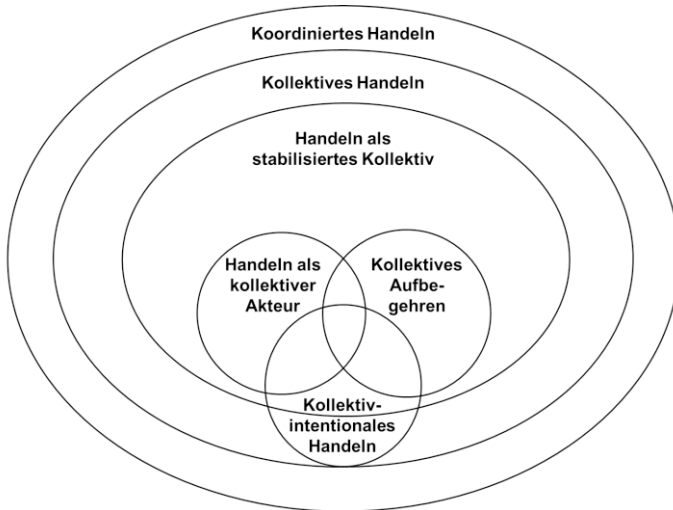 Koordiniertes Handeln
Kollektives Handeln
Handeln als
stabilisiertes Kollektiv
Handeln als
kollektiver
Akteur
Kollektives
Aufbe-
gehren
Kollektiv-
intentionales
Handeln